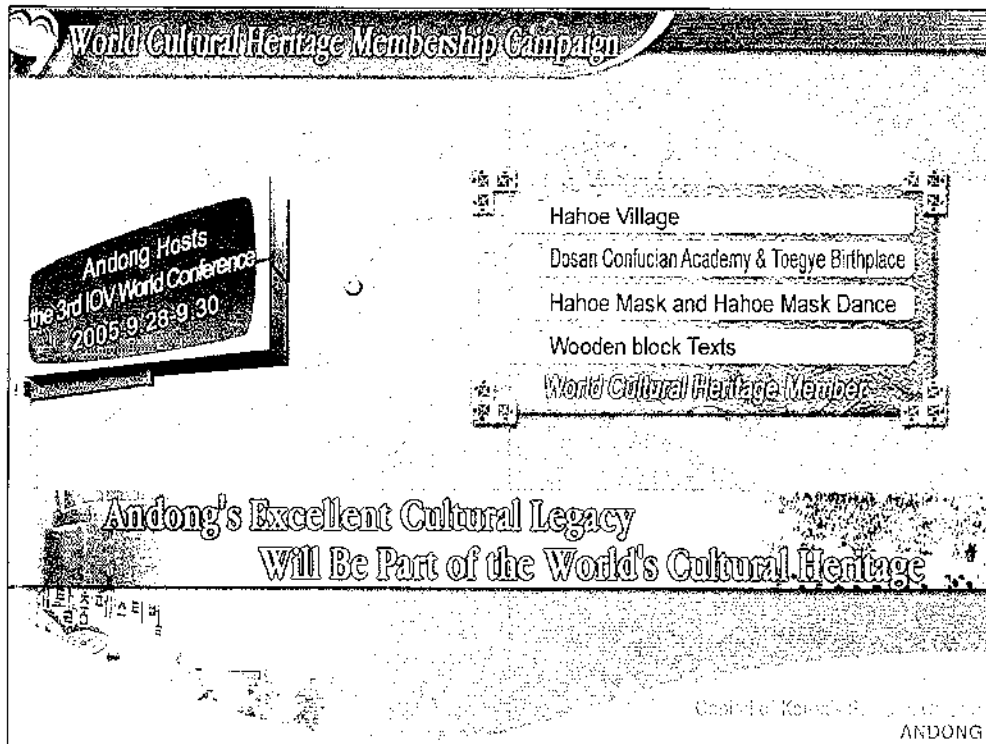 World Cultural Heritage Membership Campaign
Andong Hosts
the 3rd IOV World Conference
2005-9-28-9.30
Hahoe Village
Dosan Confucian Academy & Toegye Birthplace
Hahoe Mask and Hahoe Mask Dance
Wooden block Texts
World Cultural Heritage Member
Andong's Excellent Cultural Legacy
Will Be Part of the World's Cultural Heritage
ANDONG